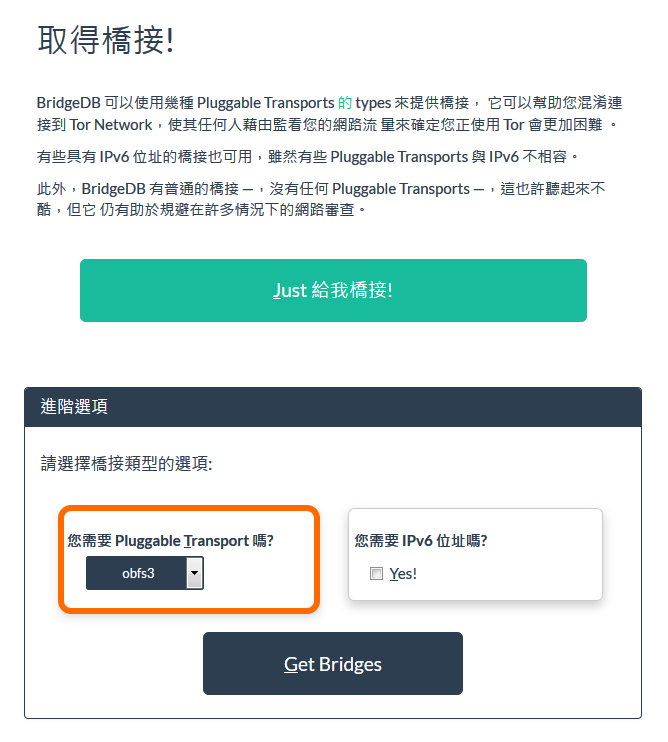 取得橋接!
BridgeDB 可以使用幾種 Pluggable Transports 的 types 來提供橋接， 它可以幫助您混淆連
接到 Tor Network，使其任何人藉由監看您的網路流 量來確定您正使用 Tor 會更加困難 。
有些具有 IPv6 位址的橋接也可用，雖然有些 Pluggable Transports 與 IPv6 不相容。
此外，BridgeDB 有普通的橋接 —，沒有任何 Pluggable Transports —，這也許聽起來不
酷，但它 仍有助於規避在許多情況下的網路審查。
Just 給我橋接!
進階選項
請選擇橋接類型的選項:
您需要 Pluggable Transport 嗎?
obfs3
您需要 IPv6 位址嗎?
Yes!
Get Bridges